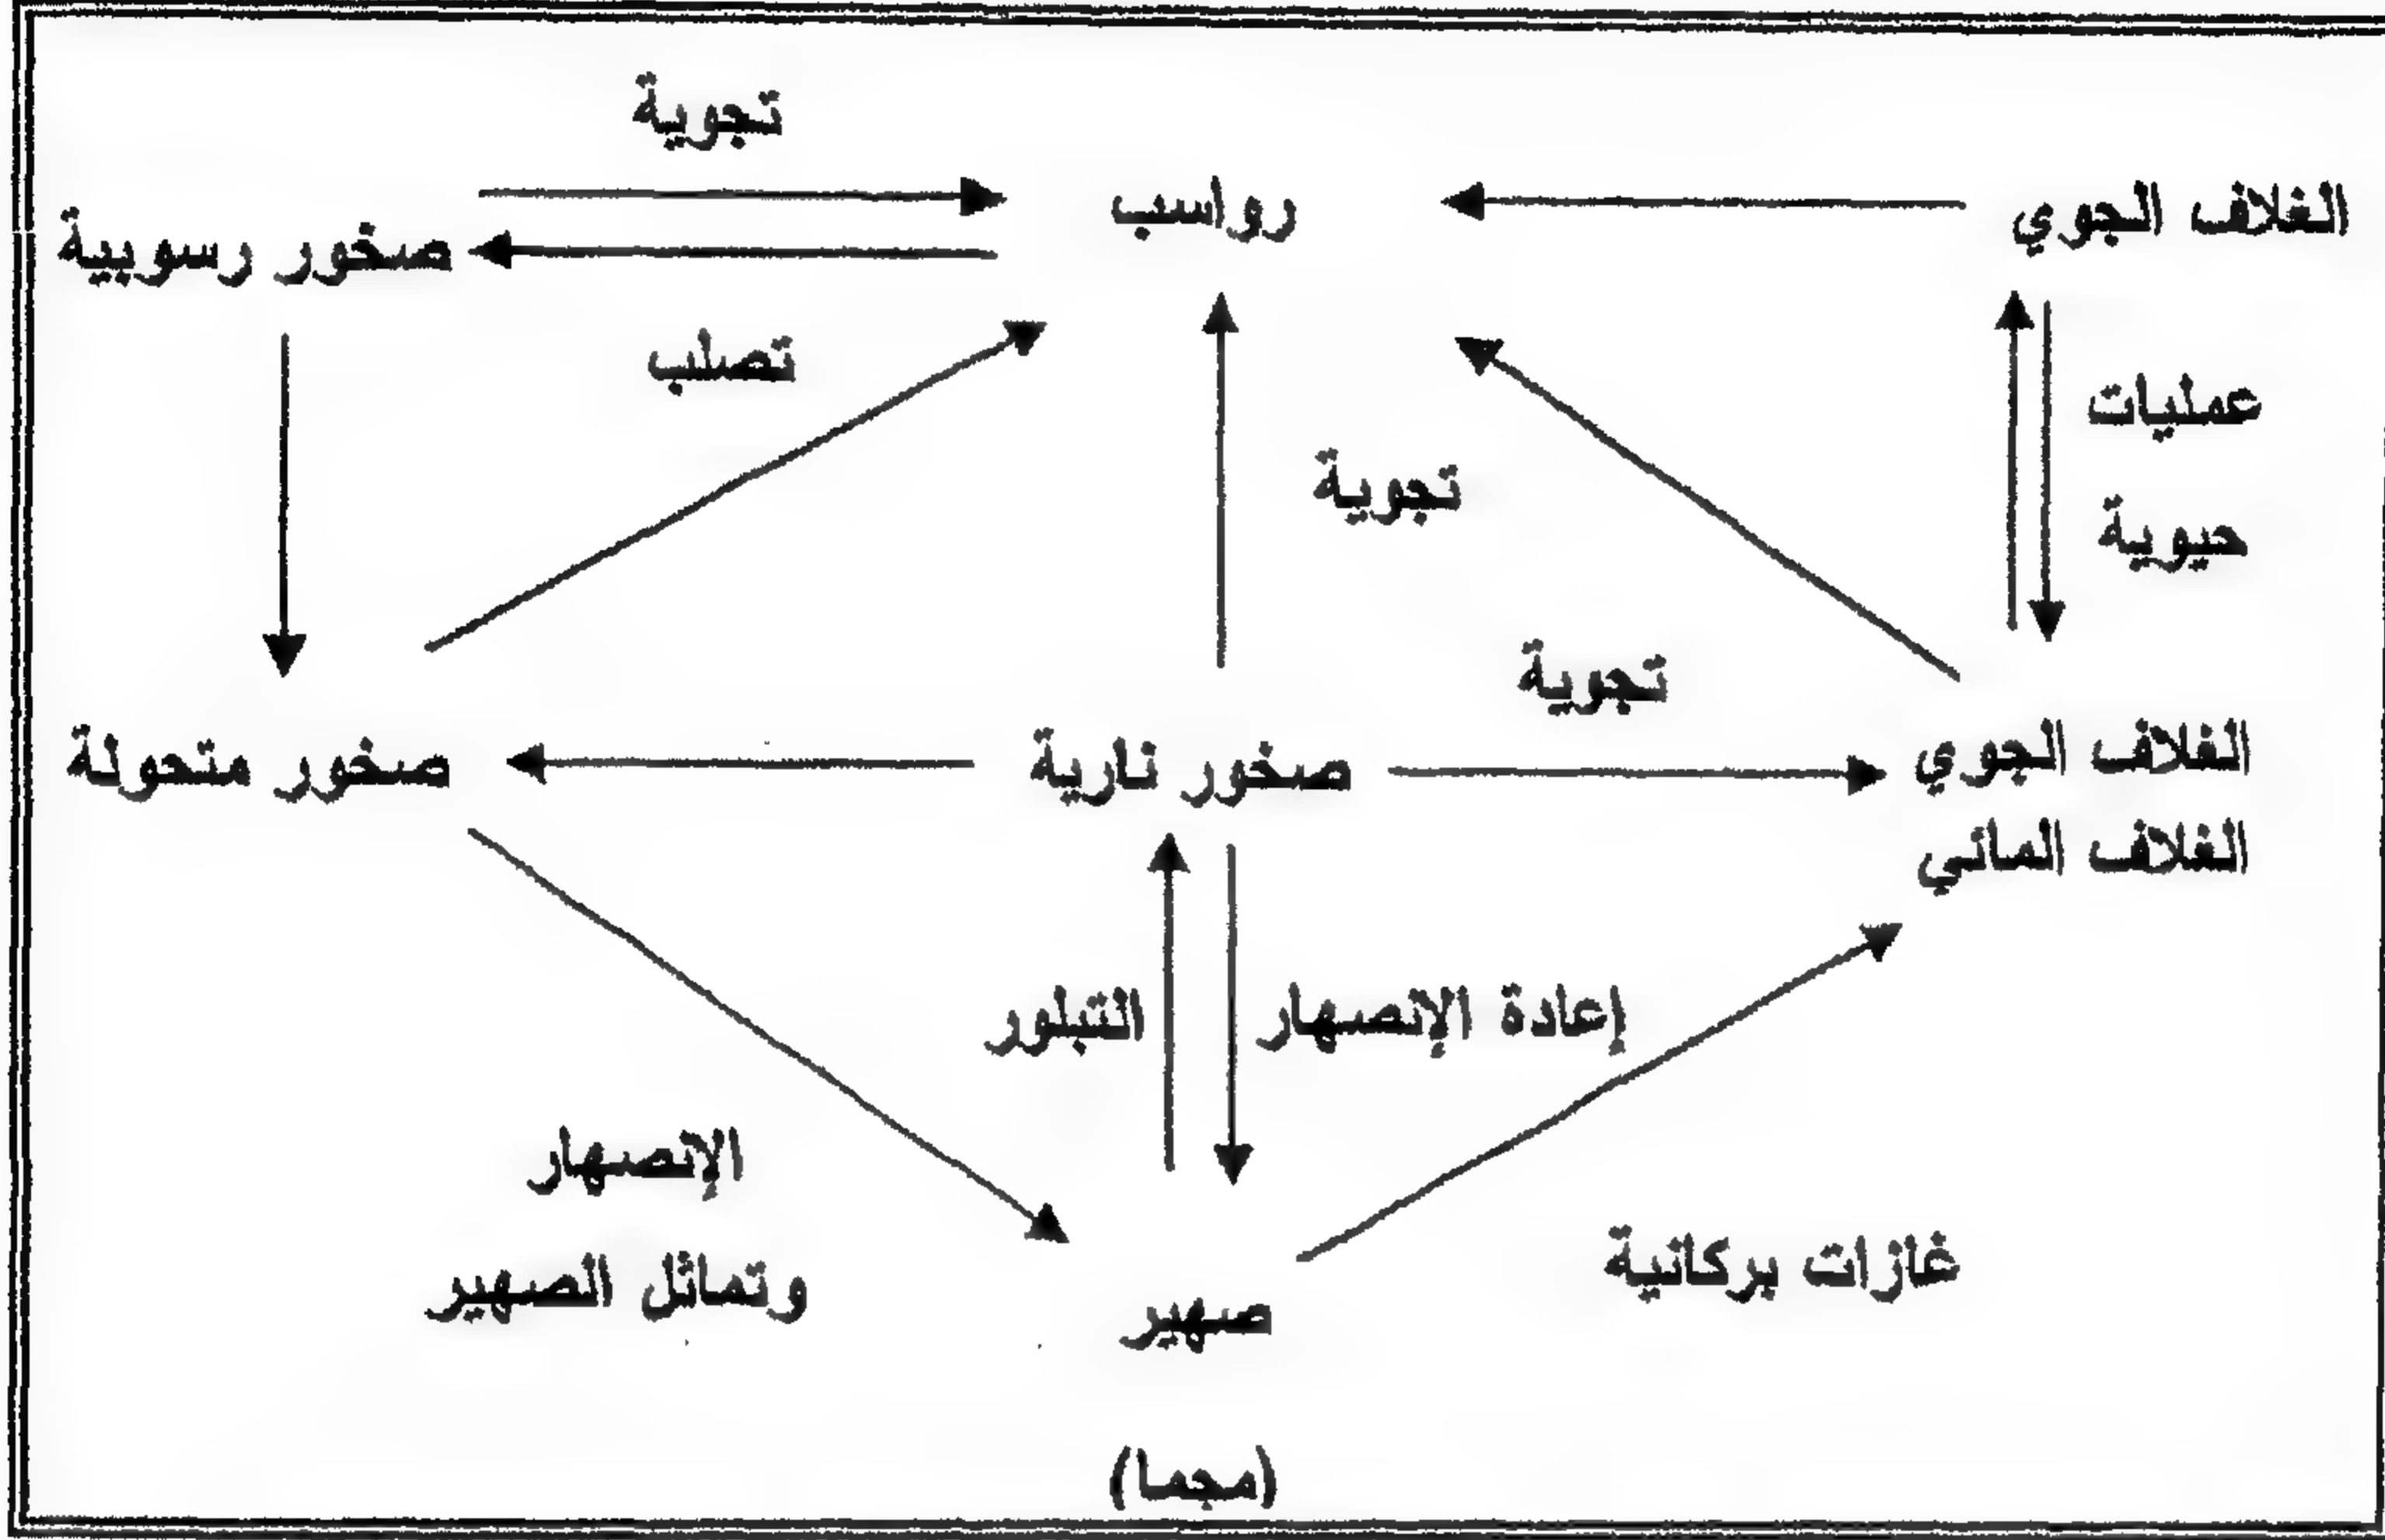 تجوية
الغلاف الجوي
رواسب
صخور رسوبية
تصلب
عمليات
حيوية
تجوية
تجوية
الغلاف الجوي
الغلاف المائي
صخور نارية
صخور متحولة
إعادة الإنصهار
التبلور
الإنصهار
وتماثل الصهير
غازات بركانية
صهير
(مجما)